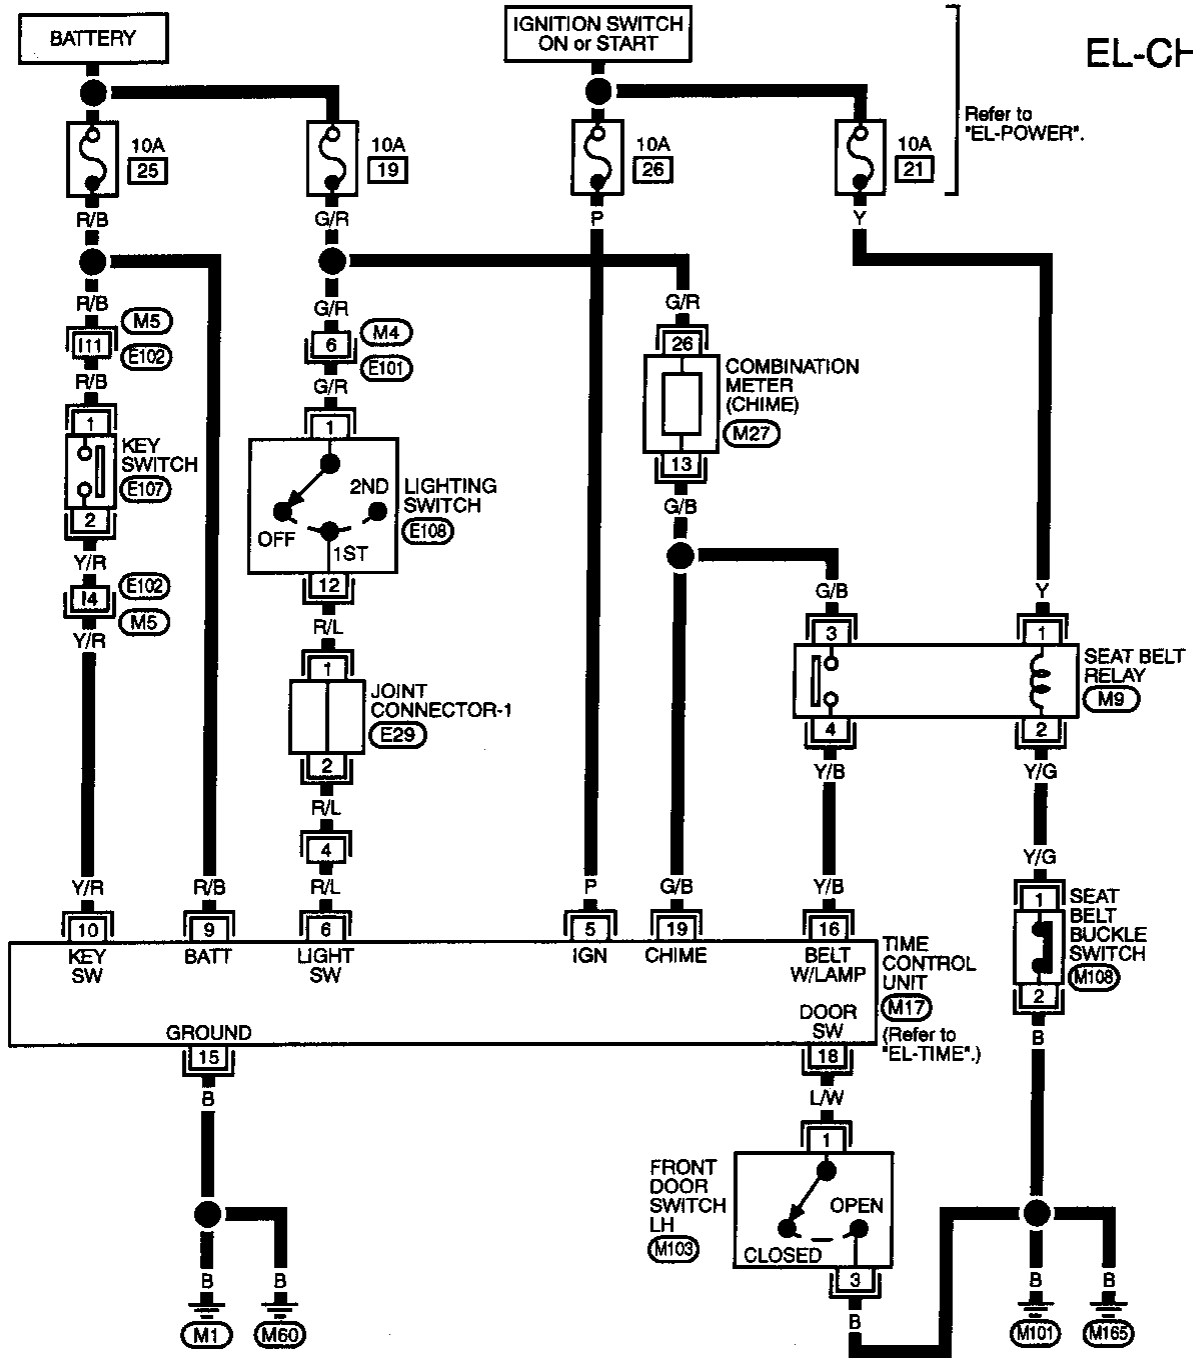 BATTERY
IGNITION SWITCH
ON or START
EL-CH
Refer to
"EL-POWER".
10A
25
10A
19
10A
26
10A
21
R/B
G/R
P
Y
R/B
G/R
G/R
M5
I11
E102
M4
6
E101
26
COMBINATION
METER
(CHIME)
M27
13
R/B
G/R
1
KEY
SWITCH
E107
2
1
2ND
OFF
1ST
LIGHTING
SWITCH
E108
12
G/B
Y/R
E102
I4
M5
Y/R
R/L
G/B
Y
3
1
SEAT BELT
RELAY
M9
4
2
1
JOINT
CONNECTOR-1
E29
2
Y/B
Y/G
R/L
4
R/L
Y/G
Y/R
R/B
P
G/B
Y/B
1
SEAT
BELT
BUCKLE
SWITCH
M108
2
10
9
6
5
19
16
KEY
SW
BATT
LIGHT
SW
IGN
CHIME
BELT
W/LAMP
TIME
CONTROL
UNIT
M17
(Refer to
"EL-TIME".)
GROUND
DOOR
SW
15
18
B
B
L/W
1
FRONT
DOOR
SWITCH
LH
M103
OPEN
CLOSED
3
B
B
B
B
B
M1
M60
M101
M165